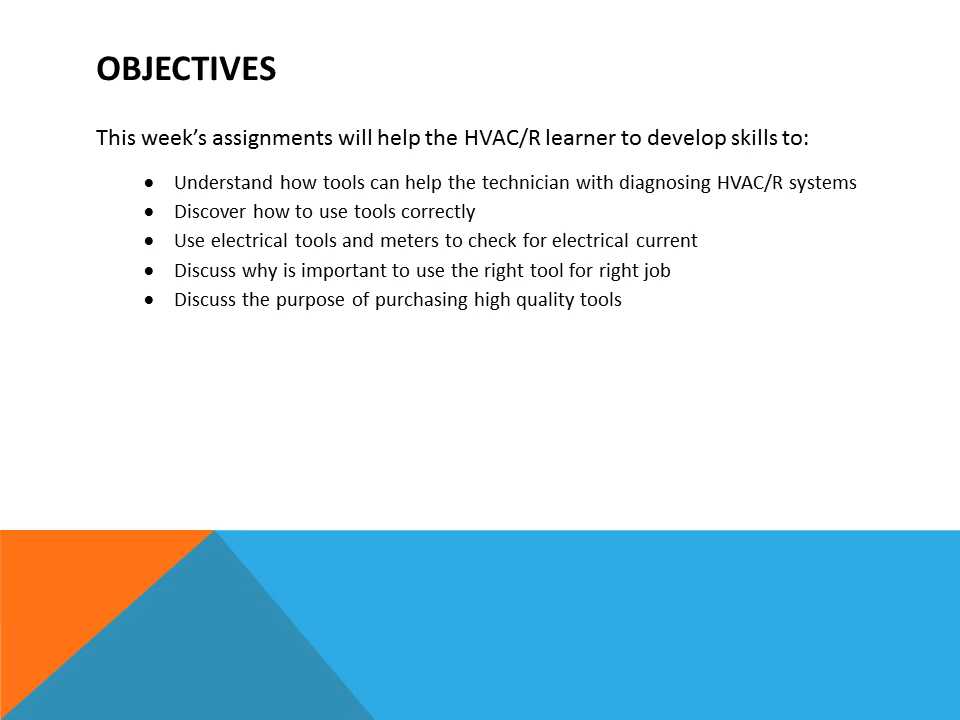 OBJECTIVES
This week’s assignments will help the HVAC/R learner to develop skills to:
• Understand how tools can help the technician with diagnosing HVAC/R systems
• Discover how to use tools correctly
• Use electrical tools and meters to check for electrical current
• Discuss why is important to use the right tool for right job
• Discuss the purpose of purchasing high quality tools